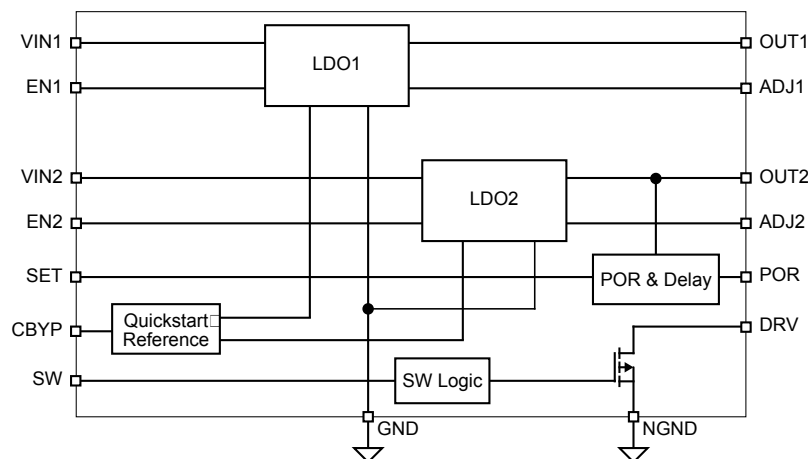 VIN1
LDO1
OUT1
EN1
ADJ1
VIN2
LDO2
OUT2
EN2
ADJ2
SET
POR & Delay
POR
CBYP
Quickstart
Reference
DRV
SW
SW Logic
GND
NGND